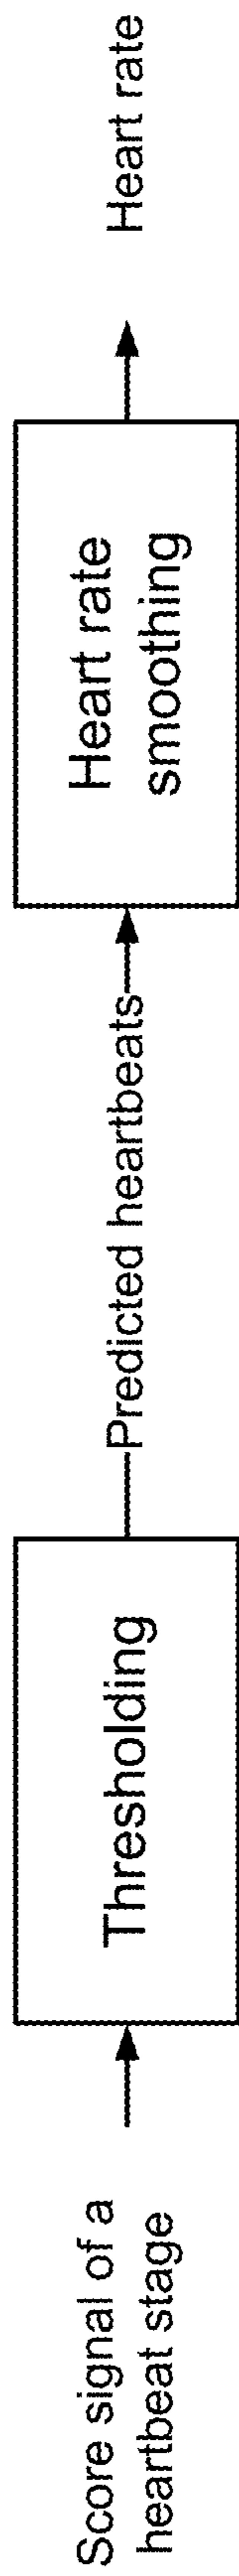 Score signal of a
heartbeat stage
Thresholding
Predicted heartbeats
Heart rate
smoothing
Heart rate